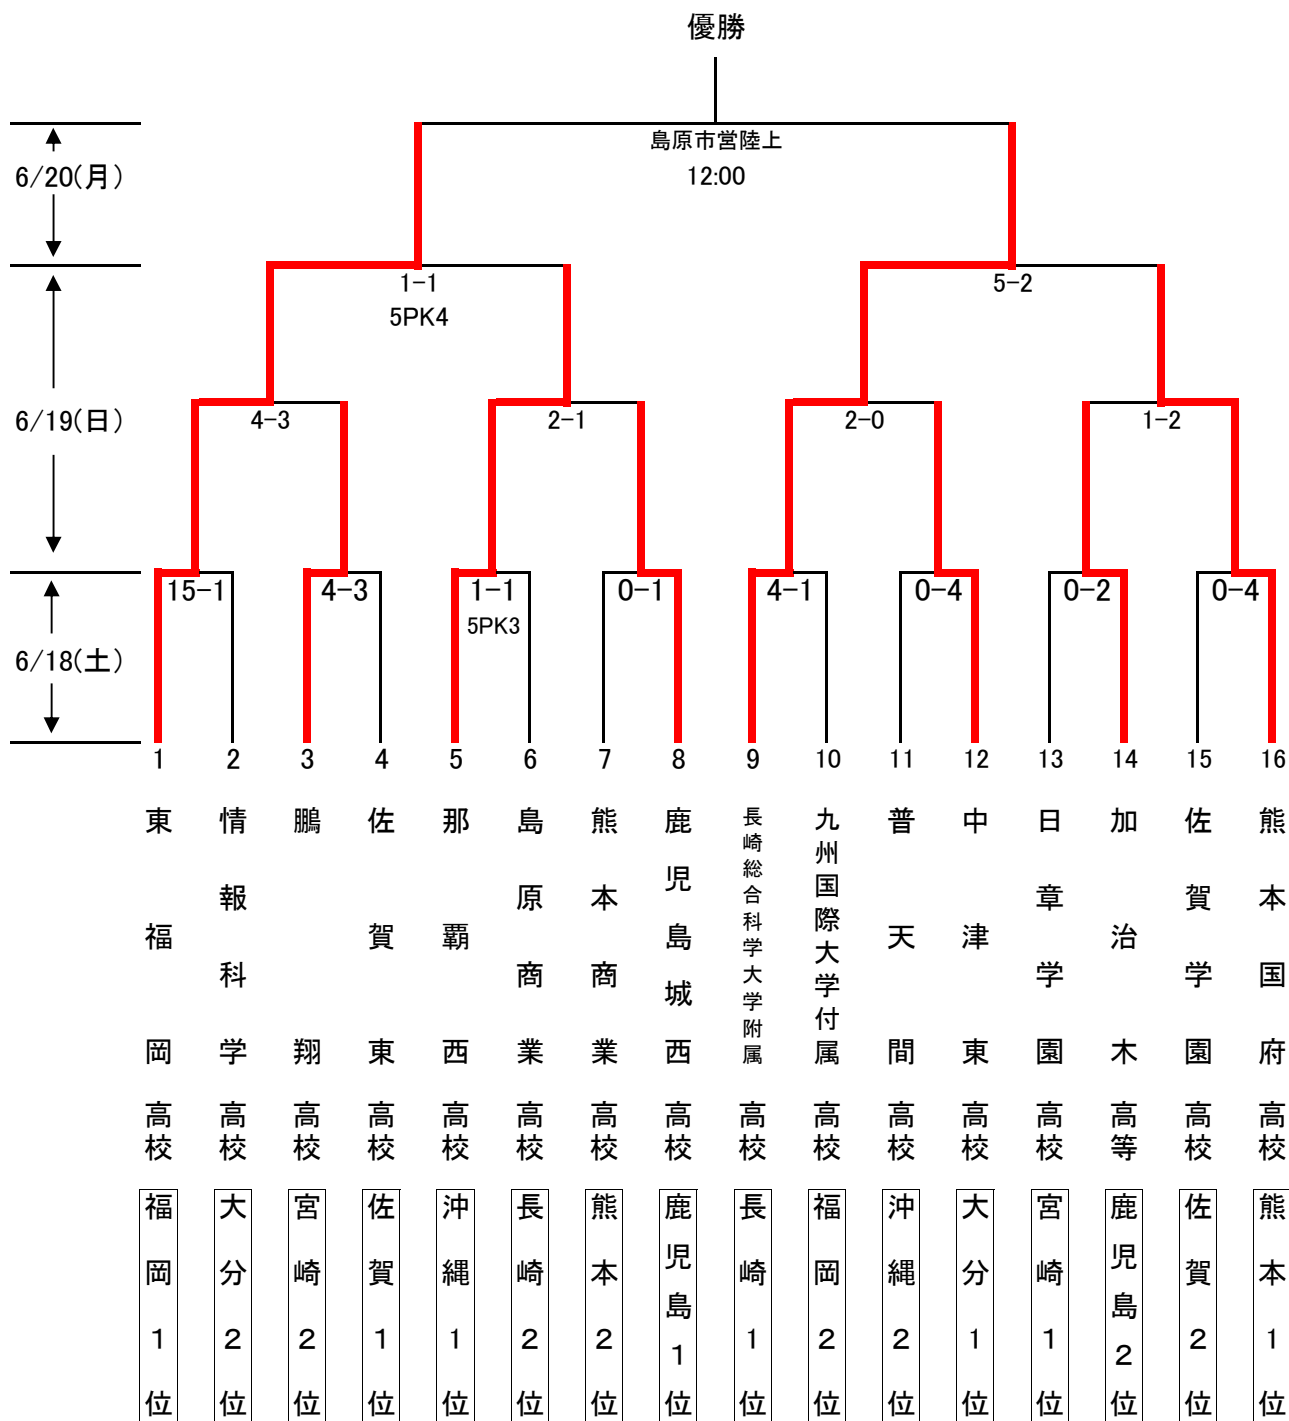 優勝
島原市営陸上
12:00
6/20(月)
1-1
5PK4
5-2
6/19(日)
4-3
2-1
2-0
1-2
15-1
4-3
1-1
5PK3
0-1
4-1
0-4
0-2
0-4
6/18(土)
1 2 3 4 5 6 7 8 9 10 11 12 13 14 15 16
東福岡高校
情報科学高校
鵬翔高校
佐賀東高校
那覇西高校
島原商業高校
熊本商業高校
鹿児島城西高校
長崎総合科学大学附属高校
九州国際大学付属高校
普天間高校
中津東高校
日章学園高校
加治木高等
佐賀学園高校
熊本国府高校
福岡1位
大分2位
宮崎2位
佐賀1位
沖縄1位
長崎2位
熊本2位
鹿児島1位
長崎1位
福岡2位
沖縄2位
大分1位
宮崎1位
鹿児島2位
佐賀2位
熊本1位